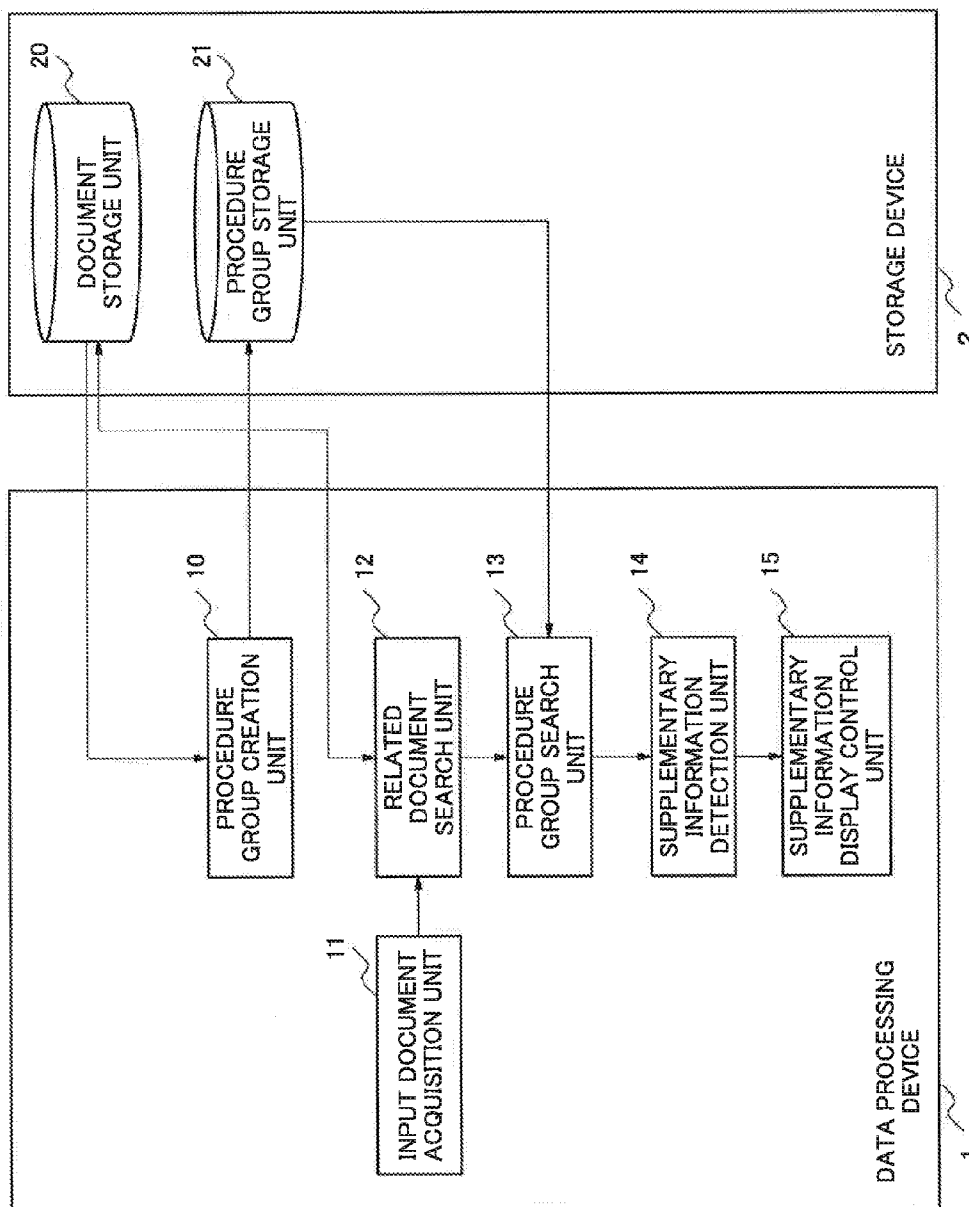 20
DOCUMENT
STORAGE UNIT
21
PROCEDURE
GROUP STORAGE
UNIT
STORAGE DEVICE
2
10
PROCEDURE
GROUP CREATION
UNIT
11
INPUT DOCUMENT
ACQUISITION UNIT
12
RELATED
DOCUMENT
SEARCH UNIT
13
PROCEDURE
GROUP SEARCH
UNIT
14
SUPPLEMENTARY
INFORMATION
DETECTION UNIT
15
SUPPLEMENTARY
INFORMATION
DISPLAY CONTROL
UNIT
DATA PROCESSING
DEVICE
1